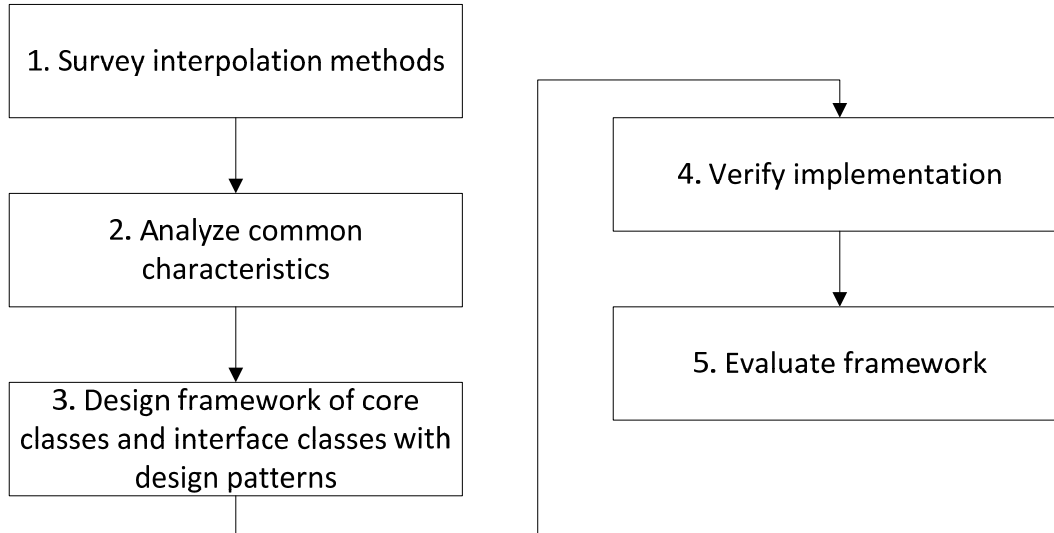 1. Survey interpolation methods
2. Analyze common
characteristics
3. Design framework of core
classes and interface classes with
design patterns
4. Verify implementation
5. Evaluate framework